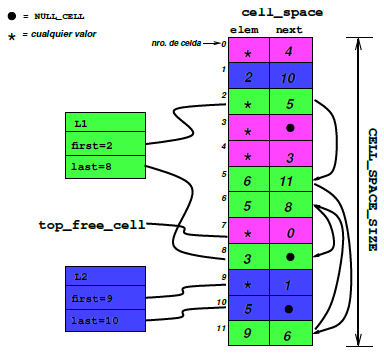 cell_space
● = NULL_CELL
elem next
* = cualquier valor
nro. de celda 0 * 4
1 2 10
2 * 5
3 * ●
4 * 3
5 6 11
6 5 8
7 * 0
8 3 ●
9 * 1
10 5 ●
11 9 6
L1
first=2
last=8
top_free_cell
L2
first=9
last=10
CELL_SPACE_SIZE